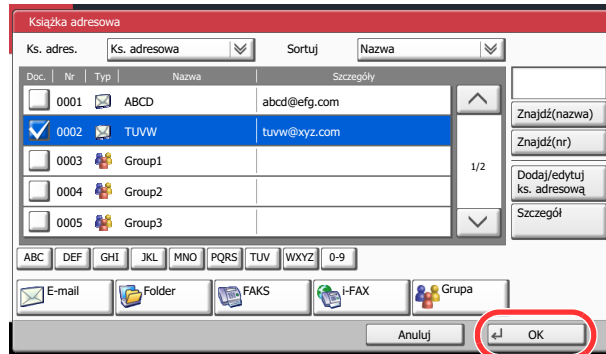 Książka adresowa
Ks. adres. Ks. adresowa Sortuj Nazwa
Doc. Nr Typ Nazwa Szczegóły
0001 ABCD abcd@efg.com
0002 TUVW tuvw@xyz.com
0003 Group1
0004 Group2
0005 Group3
1/2
Znajdź(nazwa)
Znajdź(nr)
Dodaj/edytuj
ks. adresową
Szczegół
ABC DEF GHI JKL MNO PQRS TUV WXYZ 0-9
E-mail Folder FAKS i-FAX Grupa
Anuluj OK